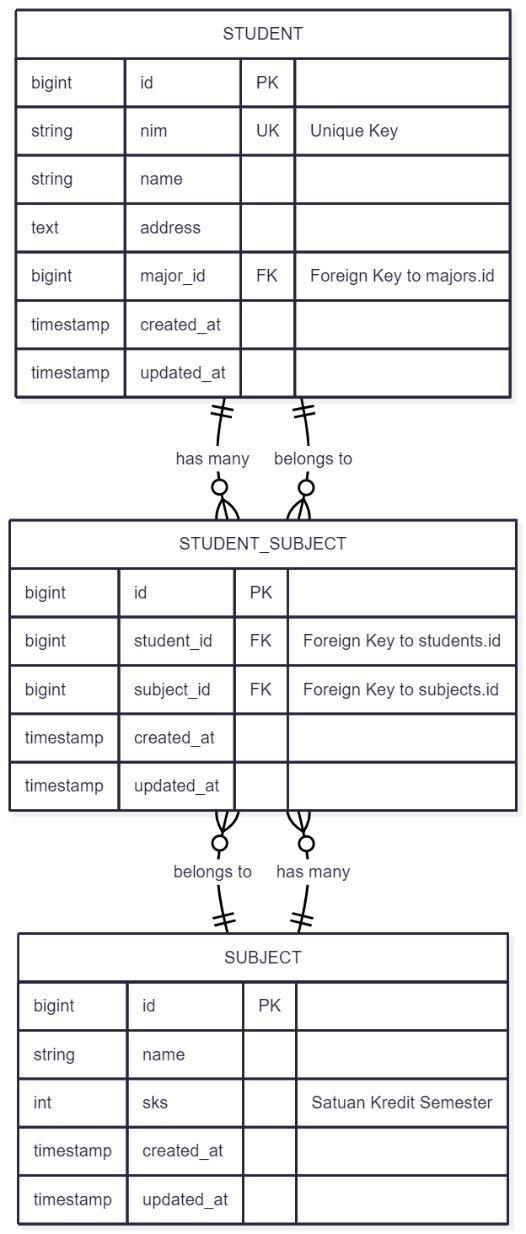 STUDENT
bigint id PK
string nim UK Unique Key
string name
text address
bigint major_id FK Foreign Key to majors.id
timestamp created_at
timestamp updated_at
has many belongs to
STUDENT_SUBJECT
bigint id PK
bigint student_id FK Foreign Key to students.id
bigint subject_id FK Foreign Key to subjects.id
timestamp created_at
timestamp updated_at
belongs to has many
SUBJECT
bigint id PK
string name
int sks Satuan Kredit Semester
timestamp created_at
timestamp updated_at